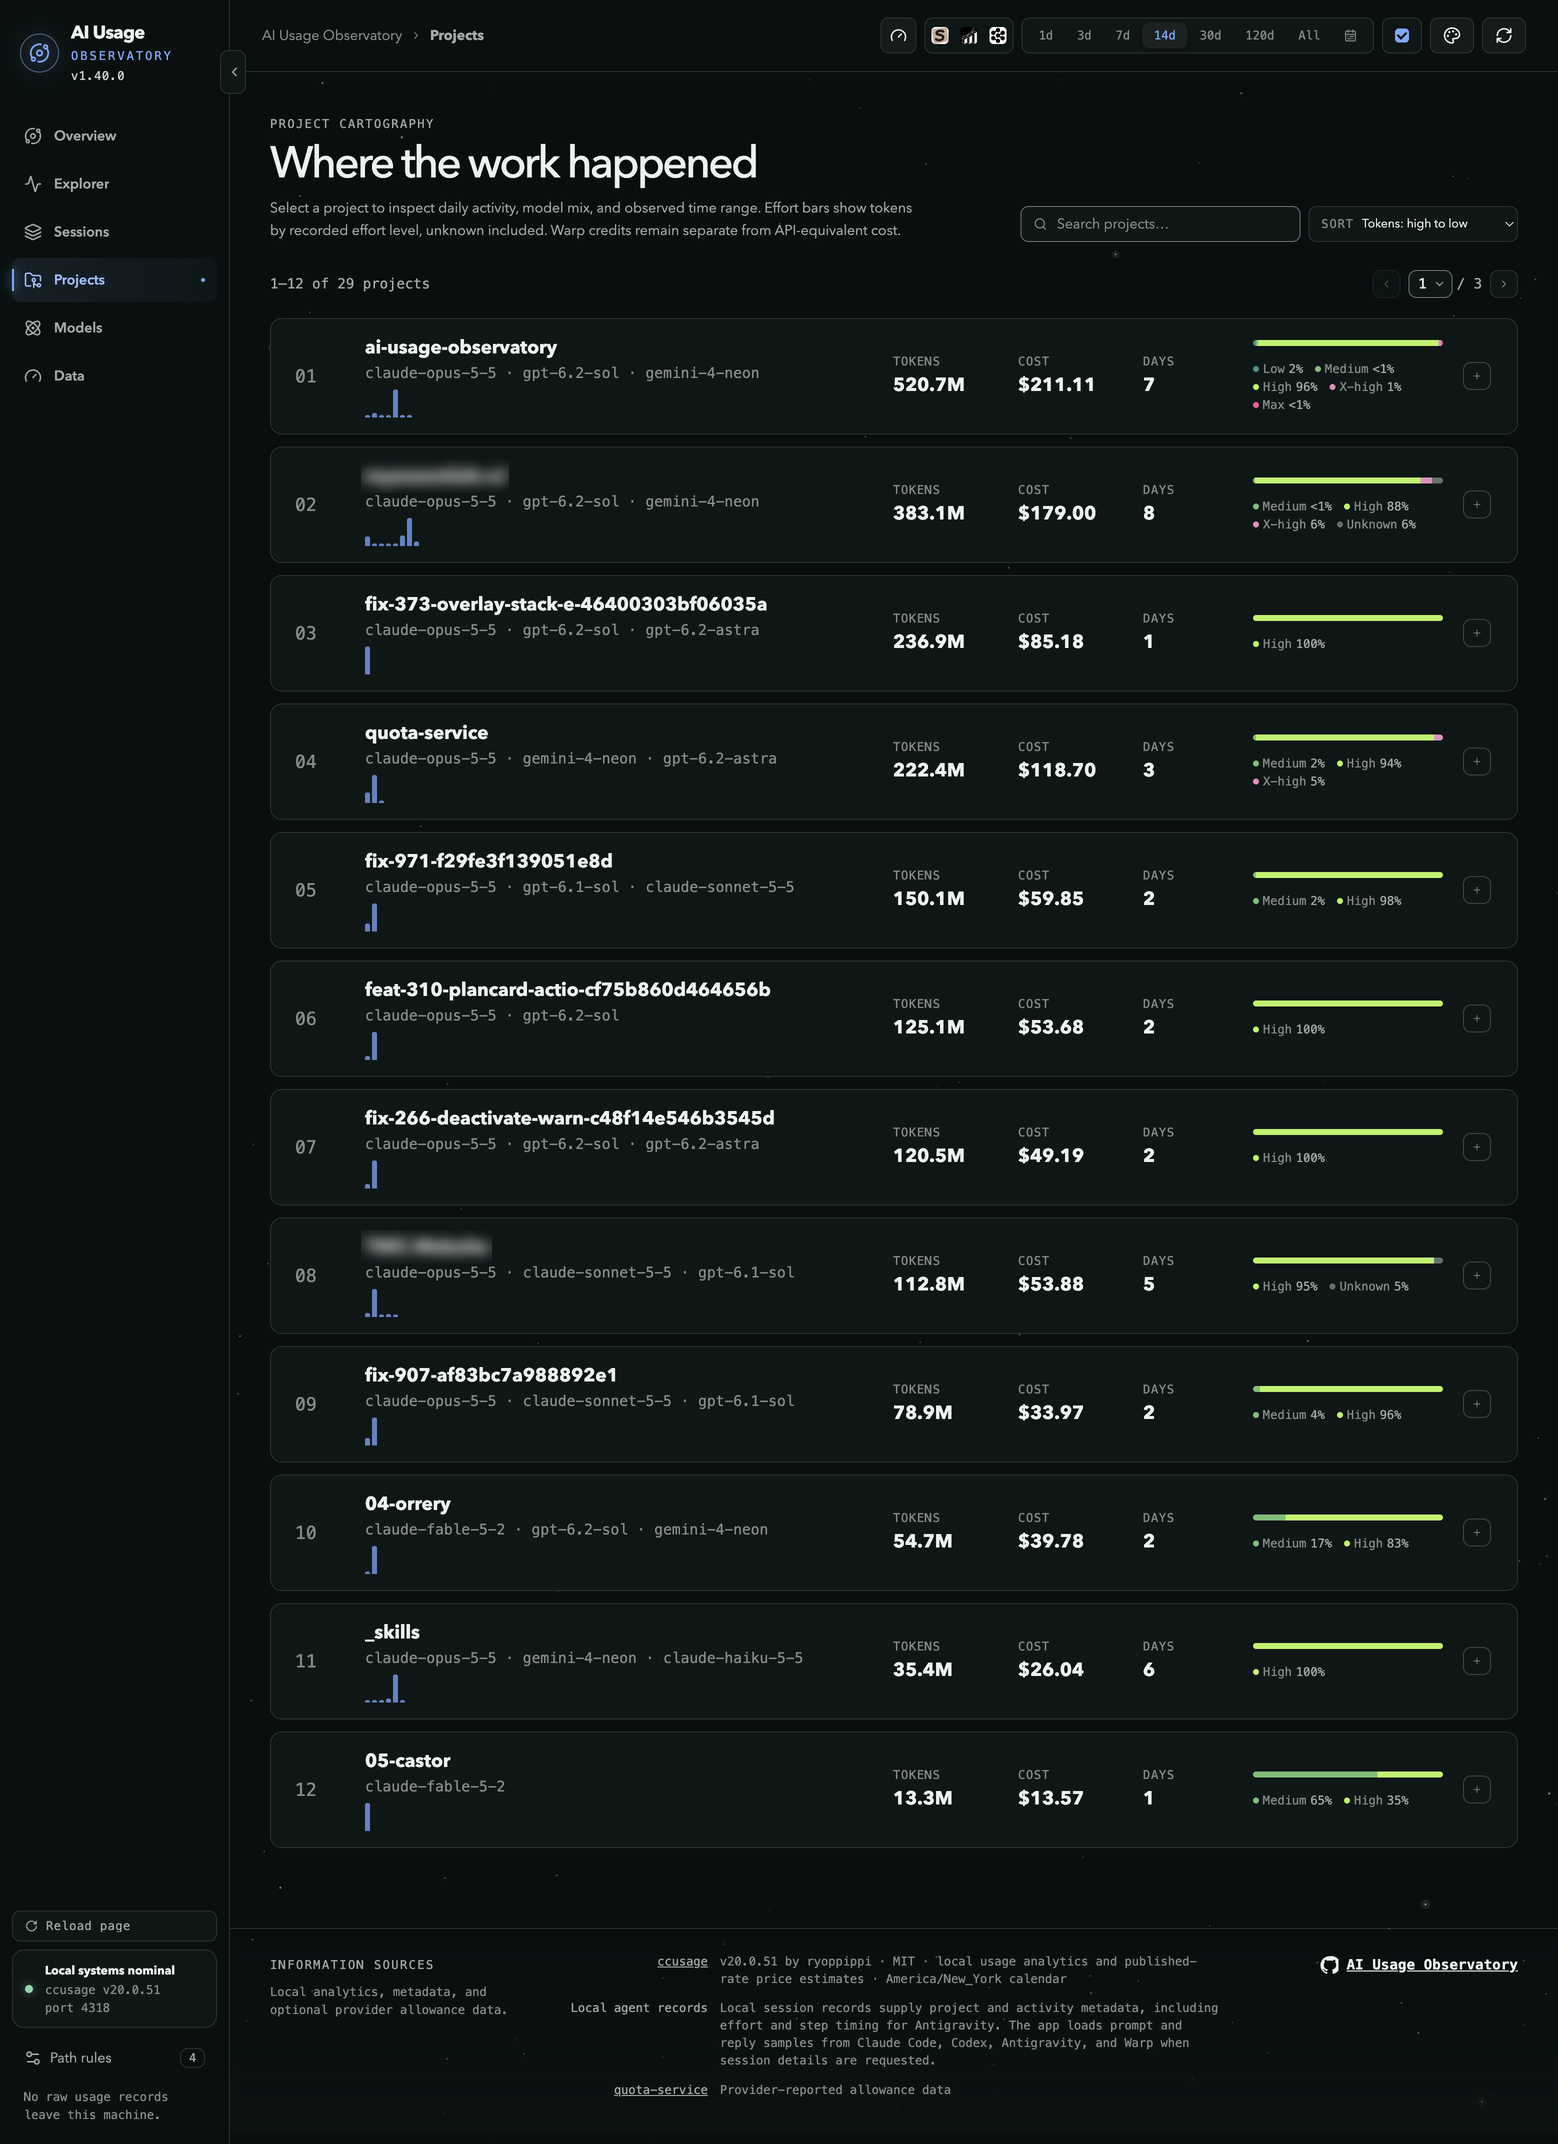 AI Usage
OBSERVATORY
v1.40.0
Overview
Explorer
Sessions
Projects
Models
Data
Reload page
Local systems nominal
ccusage v20.0.51
port 4318
Path rules 4
No raw usage records
leave this machine.
AI Usage Observatory › Projects
1d 3d 7d 14d 30d 120d All
PROJECT CARTOGRAPHY
Where the work happened
Select a project to inspect daily activity, model mix, and observed time range. Effort bars show tokens
by recorded effort level, unknown included. Warp credits remain separate from API-equivalent cost.
Search projects…
SORT Tokens: high to low
1–12 of 29 projects
1 / 3
01
ai-usage-observatory
claude-opus-5-5 · gpt-6.2-sol · gemini-4-neon
TOKENS COST DAYS
520.7M $211.11 7
Low 2% Medium <1%
High 96% X-high 1%
Max <1%
02
claude-opus-5-5 · gpt-6.2-sol · gemini-4-neon
TOKENS COST DAYS
383.1M $179.00 8
Medium <1% High 88%
X-high 6% Unknown 6%
03
fix-373-overlay-stack-e-46400303bf06035a
claude-opus-5-5 · gpt-6.2-sol · gpt-6.2-astra
TOKENS COST DAYS
236.9M $85.18 1
High 100%
04
quota-service
claude-opus-5-5 · gemini-4-neon · gpt-6.2-astra
TOKENS COST DAYS
222.4M $118.70 3
Medium 2% High 94%
X-high 5%
05
fix-971-f29fe3f139051e8d
claude-opus-5-5 · gpt-6.1-sol · claude-sonnet-5-5
TOKENS COST DAYS
150.1M $59.85 2
Medium 2% High 98%
06
feat-310-plancard-actio-cf75b860d464656b
claude-opus-5-5 · gpt-6.2-sol
TOKENS COST DAYS
125.1M $53.68 2
High 100%
07
fix-266-deactivate-warn-c48f14e546b3545d
claude-opus-5-5 · gpt-6.2-sol · gpt-6.2-astra
TOKENS COST DAYS
120.5M $49.19 2
High 100%
08
claude-opus-5-5 · claude-sonnet-5-5 · gpt-6.1-sol
TOKENS COST DAYS
112.8M $53.88 5
High 95% Unknown 5%
09
fix-907-af83bc7a988892e1
claude-opus-5-5 · claude-sonnet-5-5 · gpt-6.1-sol
TOKENS COST DAYS
78.9M $33.97 2
Medium 4% High 96%
10
04-orrery
claude-fable-5-2 · gpt-6.2-sol · gemini-4-neon
TOKENS COST DAYS
54.7M $39.78 2
Medium 17% High 83%
11
_skills
claude-opus-5-5 · gemini-4-neon · claude-haiku-5-5
TOKENS COST DAYS
35.4M $26.04 6
High 100%
12
05-castor
claude-fable-5-2
TOKENS COST DAYS
13.3M $13.57 1
Medium 65% High 35%
INFORMATION SOURCES
Local analytics, metadata, and
optional provider allowance data.
ccusage v20.0.51 by ryoppippi · MIT · local usage analytics and published-
rate price estimates · America/New_York calendar
Local agent records Local session records supply project and activity metadata, including
effort and step timing for Antigravity. The app loads prompt and
reply samples from Claude Code, Codex, Antigravity, and Warp when
session details are requested.
quota-service Provider-reported allowance data
AI Usage Observatory